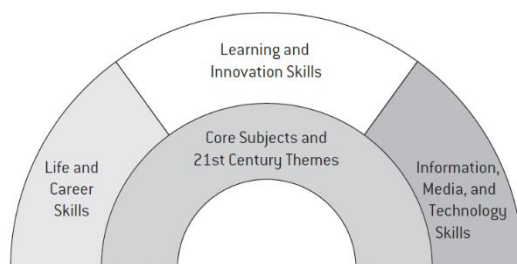 Learning and
Innovation Skills
Core Subjects and
21st Century Themes
Life and
Career
Skills
Information,
Media, and
Technology
Skills